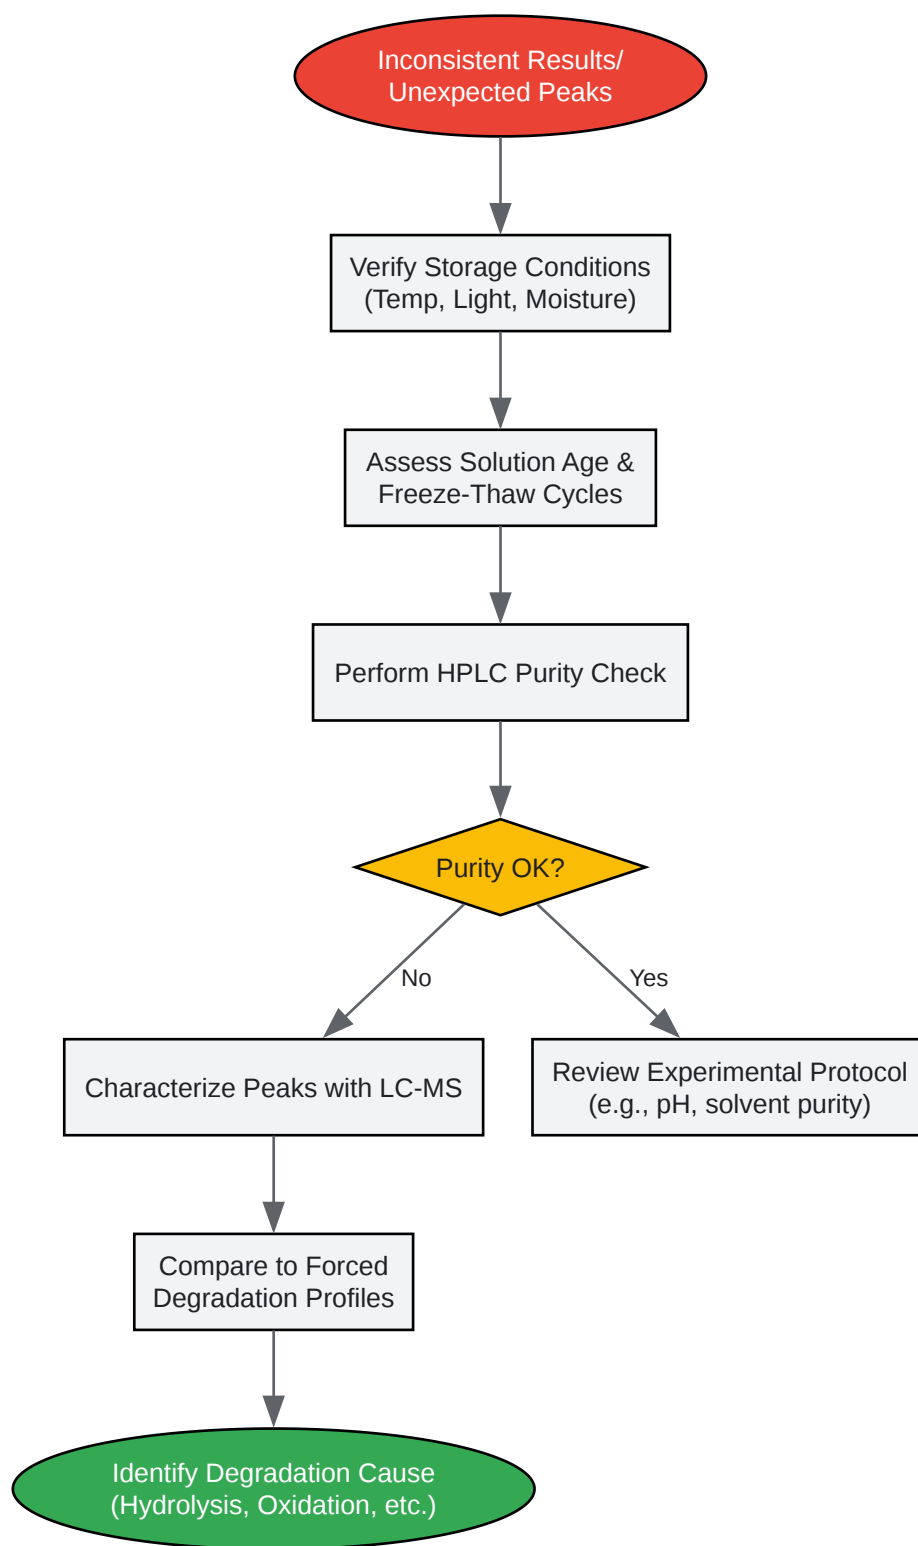 Inconsistent Results/
Unexpected Peaks
Verify Storage Conditions
(Temp, Light, Moisture)
Assess Solution Age &
Freeze-Thaw Cycles
Perform HPLC Purity Check
Purity OK?
No
Yes
Characterize Peaks with LC-MS
Review Experimental Protocol
(e.g., pH, solvent purity)
Compare to Forced
Degradation Profiles
Identify Degradation Cause
(Hydrolysis, Oxidation, etc.)